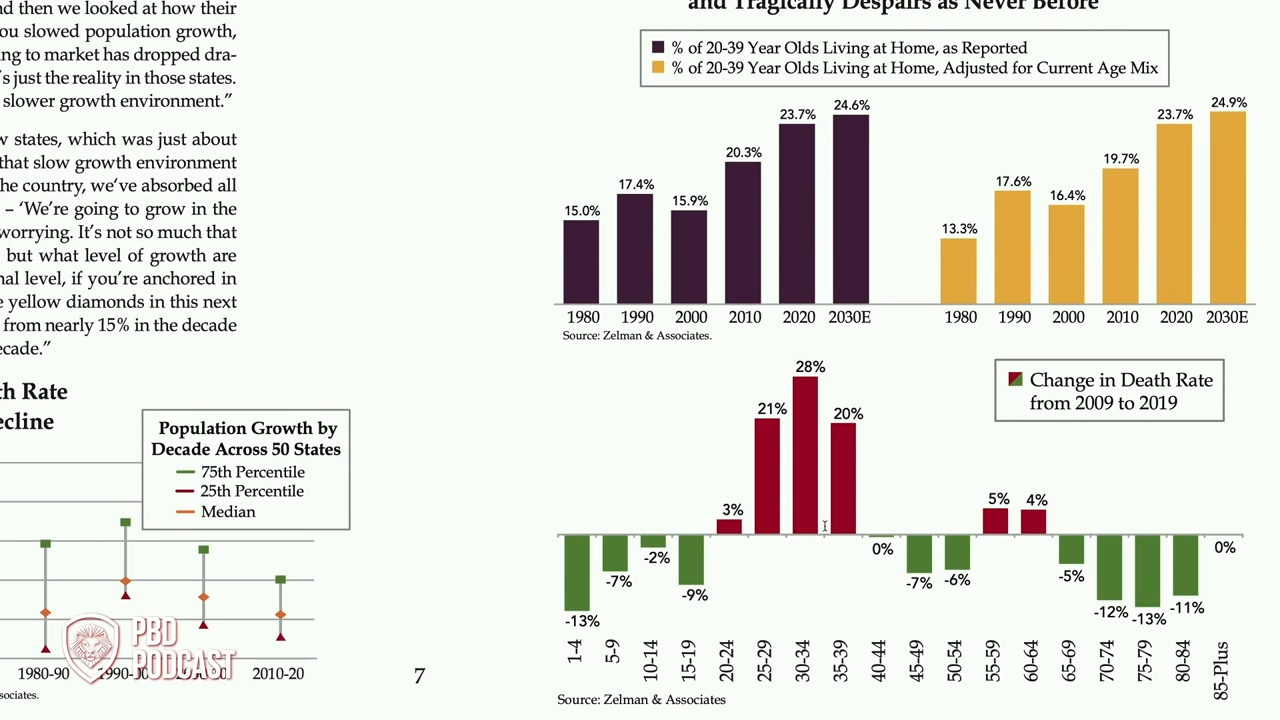 nd then we looked at how their
ou slowed population growth,
ing to market has dropped dra-
's just the reality in those states.
slower growth environment.”
w states, which was just about
that slow growth environment
he country, we‘ve absorbed all
– ‘We’re going to grow in the
worrying. It’s not so much that
but what level of growth are
nal level, if you’re anchored in
e yellow diamonds in this next
from nearly 15% in the decade
ecade.”
th Rate
ecline
Population Growth by
Decade Across 50 States
75th Percentile
25th Percentile
Median
1980-90 1990-00 2010-20
sociates.
PBD
PODCAST
7
and Tragically Despairs as Never Before
% of 20-39 Year Olds Living at Home, as Reported
% of 20-39 Year Olds Living at Home, Adjusted for Current Age Mix
15.0% 17.4% 15.9% 20.3% 23.7% 24.6% 13.3% 17.6% 16.4% 19.7% 23.7% 24.9%
1980 1990 2000 2010 2020 2030E 1980 1990 2000 2010 2020 2030E
Source: Zelman & Associates.
Change in Death Rate
from 2009 to 2019
-13% -7% -2% -9% 3% 21% 28% 20% 0% -7% -6% 5% 4% -5% -12% -13% -11% 0%
1-4 5-9 10-14 15-19 20-24 25-29 30-34 35-39 40-44 45-49 50-54 55-59 60-64 65-69 70-74 75-79 80-84 85-Plus
Source: Zelman & Associates